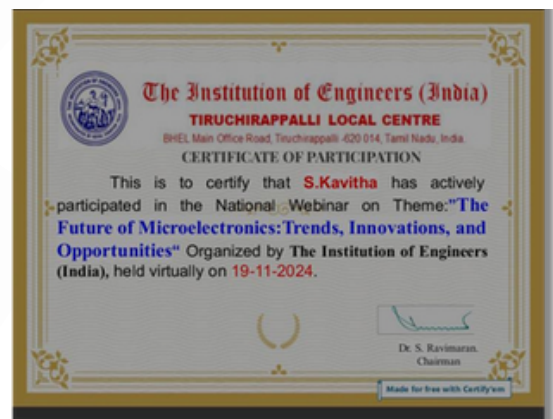 The Institution of Engineers (India)
TIRUCHIRAPPALLI LOCAL CENTRE
BHEL Main Office Road, Tiruchirappalli -620 014, Tamil Nadu, India.
CERTIFICATE OF PARTICIPATION
This is to certify that S.Kavitha has actively
participated in the National Webinar on Theme:"The
Future of Microelectronics:Trends, Innovations, and
Opportunities“ Organized by The Institution of Engineers
(India), held virtually on 19-11-2024.
Dr. S. Ravimaran.
Chairman
Made for free with Certify'em